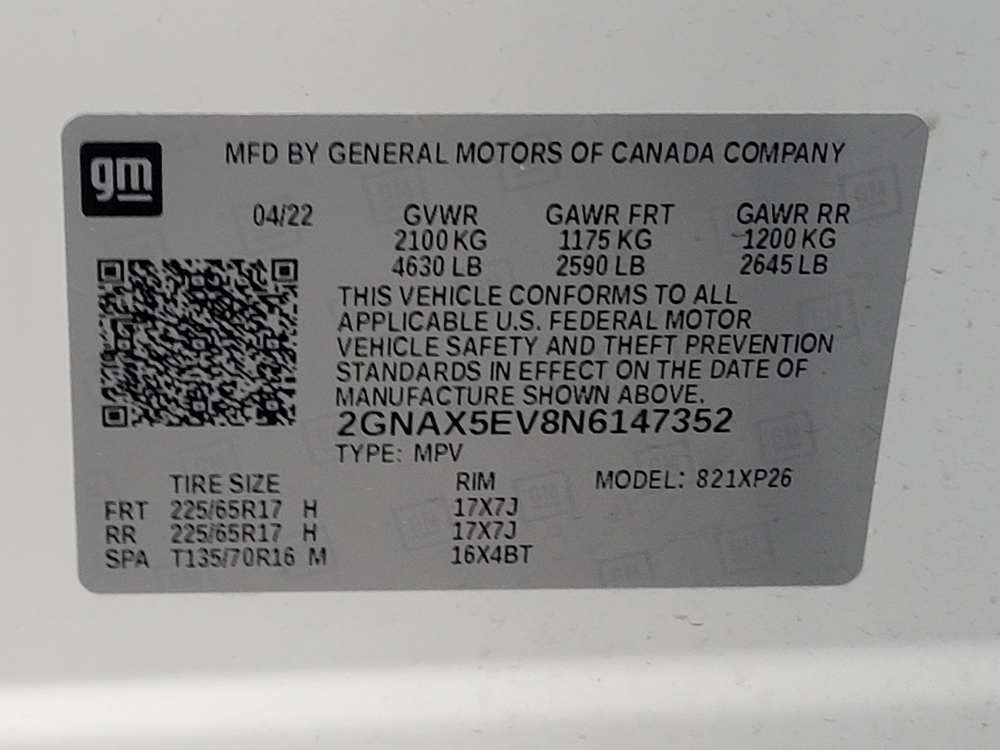 gm
MFD BY GENERAL MOTORS OF CANADA COMPANY
04/22 GVWR GAWR FRT GAWR RR
2100 KG 1175 KG 1200 KG
4630 LB 2590 LB 2645 LB
THIS VEHICLE CONFORMS TO ALL
APPLICABLE U.S. FEDERAL MOTOR
VEHICLE SAFETY AND THEFT PREVENTION
STANDARDS IN EFFECT ON THE DATE OF
MANUFACTURE SHOWN ABOVE.
2GNAX5EV8N6147352
TYPE: MPV
TIRE SIZE RIM MODEL: 821XP26
FRT 225/65R17 H 17X7J
RR 225/65R17 H 17X7J
SPA T135/70R16 M 16X4BT